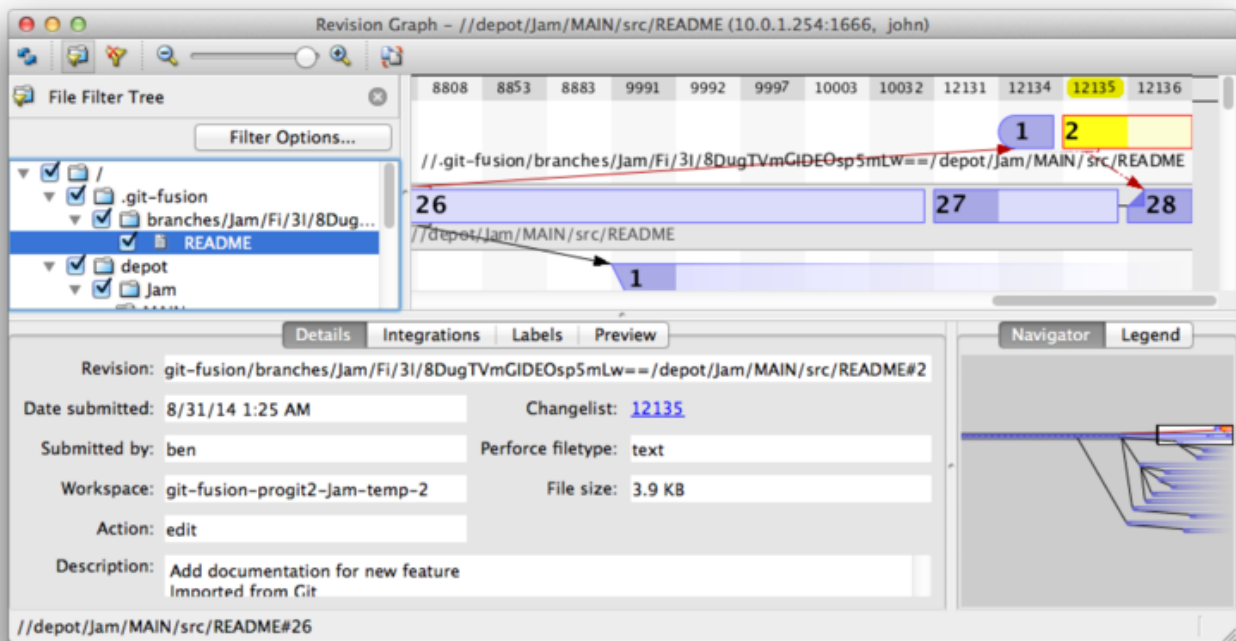 Revision Graph – //depot/Jam/MAIN/src/README (10.0.1.254:1666, john)
File Filter Tree
Filter Options...
/
.git-fusion
branches/Jam/Fi/3I/8Dug...
README
depot
Jam
8808 8853 8883 9991 9992 9997 10003 10032 12131 12134 12135 12136
1 2
//.git-fusion/branches/Jam/Fi/3I/8DugTVmGIDEOsp5mLw==/depot/Jam/MAIN/src/README
26 27 28
//depot/Jam/MAIN/src/README
1
Details Integrations Labels Preview
Revision: git-fusion/branches/Jam/Fi/3I/8DugTVmGIDEOsp5mLw==/depot/Jam/MAIN/src/README#2
Date submitted: 8/31/14 1:25 AM Changelist: 12135
Submitted by: ben Perforce filetype: text
Workspace: git-fusion-progit2-Jam-temp-2 File size: 3.9 KB
Action: edit
Description: Add documentation for new feature
Imported from Git
Navigator Legend
//depot/Jam/MAIN/src/README#26